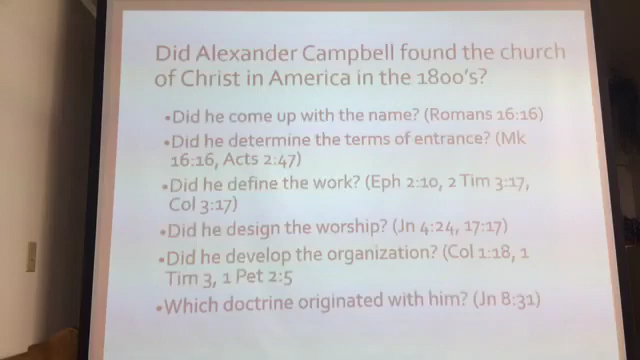 Did Alexander Campbell found the church
of Christ in America in the 1800's?
•Did he come up with the name? (Romans 16:16)
•Did he determine the terms of entrance? (Mk
16:16, Acts 2:47)
•Did he define the work? (Eph 2:10, 2 Tim 3:17,
Col 3:17)
•Did he design the worship? (Jn 4:24, 17:17)
•Did he develop the organization? (Col 1:18, 1
Tim 3, 1 Pet 2:5
•Which doctrine originated with him? (Jn 8:31)